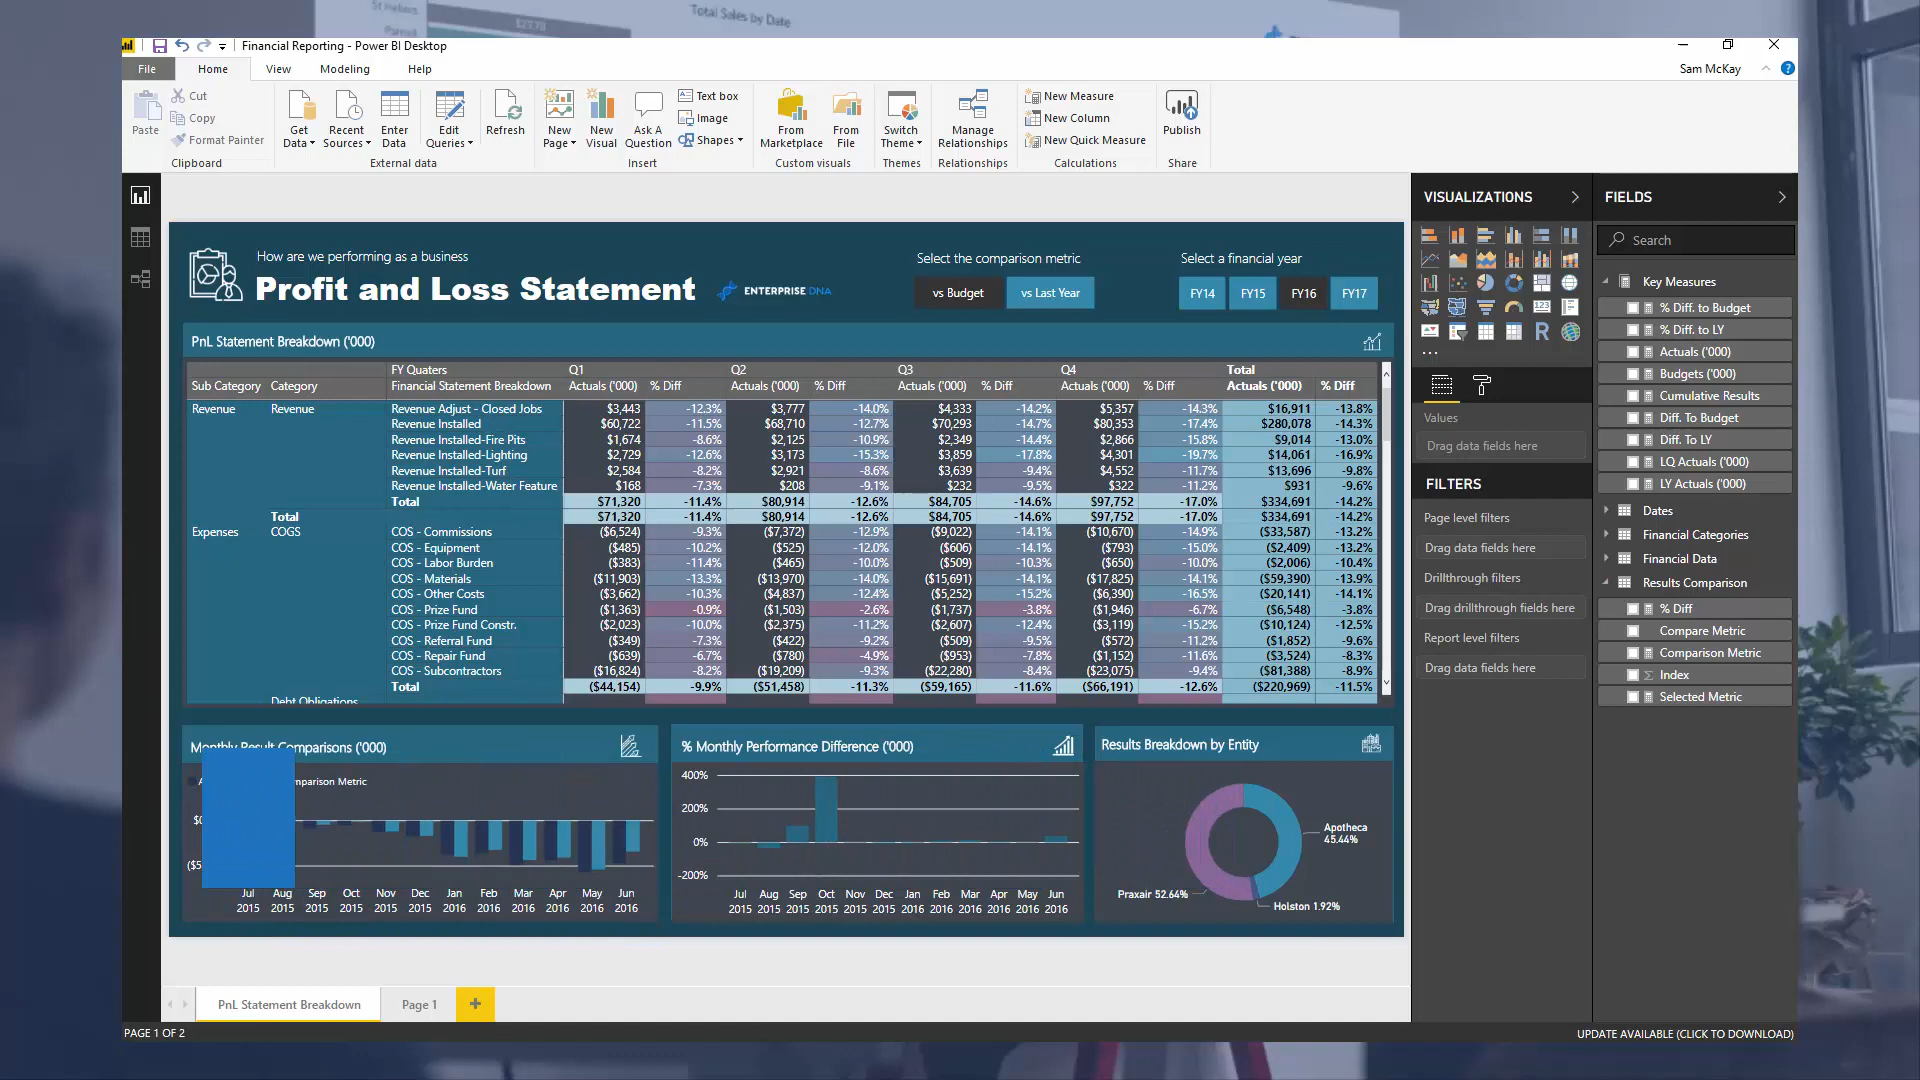 Total Sales by Date
Financial Reporting - Power BI Desktop
File Home View Modeling Help
Sam McKay
Paste
Cut
Copy
Format Painter
Clipboard
Get Data
Recent Sources
Enter Data
Edit Queries
Refresh
External data
New Page
New Visual
Ask A Question
Text box
Image
Shapes
Insert
From Marketplace
From File
Custom visuals
Switch Theme
Themes
Manage Relationships
Relationships
New Measure
New Column
New Quick Measure
Calculations
Publish
Share
How are we performing as a business
Profit and Loss Statement
ENTERPRISE DNA
Select the comparison metric
vs Budget vs Last Year
Select a financial year
FY14 FY15 FY16 FY17
PnL Statement Breakdown ('000)
FY Quaters Q1 Q2 Q3 Q4 Total
Sub Category Category Financial Statement Breakdown Actuals ('000) % Diff Actuals ('000) % Diff Actuals ('000) % Diff Actuals ('000) % Diff Actuals ('000) % Diff
Revenue Revenue Revenue Adjust - Closed Jobs $3,443 -12.3% $3,777 -14.0% $4,333 -14.2% $5,357 -14.3% $16,911 -13.8%
Revenue Installed $60,722 -11.5% $68,710 -12.7% $70,293 -14.7% $80,353 -17.4% $280,078 -14.3%
Revenue Installed-Fire Pits $1,674 -8.6% $2,125 -10.9% $2,349 -14.4% $2,866 -15.8% $9,014 -13.0%
Revenue Installed-Lighting $2,729 -12.6% $3,173 -15.3% $3,859 -17.8% $4,301 -19.7% $14,061 -16.9%
Revenue Installed-Turf $2,584 -8.2% $2,921 -8.6% $3,639 -9.4% $4,552 -11.7% $13,696 -9.8%
Revenue Installed-Water Feature $168 -7.3% $208 -9.1% $232 -9.5% $322 -11.2% $931 -9.6%
Total $71,320 -11.4% $80,914 -12.6% $84,705 -14.6% $97,752 -17.0% $334,691 -14.2%
Total $71,320 -11.4% $80,914 -12.6% $84,705 -14.6% $97,752 -17.0% $334,691 -14.2%
Expenses COGS COS - Commissions ($6,524) -9.3% ($7,372) -12.9% ($9,022) -14.1% ($10,670) -14.9% ($33,587) -13.2%
COS - Equipment ($485) -10.2% ($525) -12.0% ($606) -14.1% ($793) -15.0% ($2,409) -13.2%
COS - Labor Burden ($383) -11.4% ($465) -10.0% ($509) -10.3% ($650) -10.0% ($2,006) -10.4%
COS - Materials ($11,903) -13.3% ($13,970) -14.0% ($15,691) -14.1% ($17,825) -14.1% ($59,390) -13.9%
COS - Other Costs ($3,662) -10.3% ($4,837) -12.4% ($5,252) -15.2% ($6,390) -16.5% ($20,141) -14.1%
COS - Prize Fund ($1,363) -0.9% ($1,503) -2.6% ($1,737) -3.8% ($1,946) -6.7% ($6,548) -3.8%
COS - Prize Fund Constr. ($2,023) -10.0% ($2,375) -11.2% ($2,607) -12.4% ($3,119) -15.2% ($10,124) -12.5%
COS - Referral Fund ($349) -7.3% ($422) -9.2% ($509) -9.5% ($572) -11.2% ($1,852) -9.6%
COS - Repair Fund ($639) -6.7% ($780) -4.9% ($953) -7.8% ($1,152) -11.6% ($3,524) -8.3%
COS - Subcontractors ($16,824) -8.2% ($19,209) -9.3% ($22,280) -8.4% ($23,075) -9.4% ($81,388) -8.9%
Total ($44,154) -9.9% ($51,458) -11.3% ($59,165) -11.6% ($66,191) -12.6% ($220,969) -11.5%
Debt Obligations
Monthly Result Comparisons ('000)
A mparison Metric
$0
($5
Jul Aug Sep Oct Nov Dec Jan Feb Mar Apr May Jun
2015 2015 2015 2015 2015 2015 2016 2016 2016 2016 2016 2016
% Monthly Performance Difference ('000)
400%
200%
0%
-200%
Jul Aug Sep Oct Nov Dec Jan Feb Mar Apr May Jun
2015 2015 2015 2015 2015 2015 2016 2016 2016 2016 2016 2016
Results Breakdown by Entity
Apotheca
45.44%
Praxair 52.64%
Holston 1.92%
VISUALIZATIONS
R
123
Values
Drag data fields here
FILTERS
Page level filters
Drag data fields here
Drillthrough filters
Drag drillthrough fields here
Report level filters
Drag data fields here
FIELDS
Search
Key Measures
% Diff. to Budget
% Diff. to LY
Actuals ('000)
Budgets ('000)
Cumulative Results
Diff. To Budget
Diff. To LY
LQ Actuals ('000)
LY Actuals ('000)
Dates
Financial Categories
Financial Data
Results Comparison
% Diff
Compare Metric
Comparison Metric
Index
Selected Metric
PnL Statement Breakdown Page 1 +
PAGE 1 OF 2
UPDATE AVAILABLE (CLICK TO DOWNLOAD)